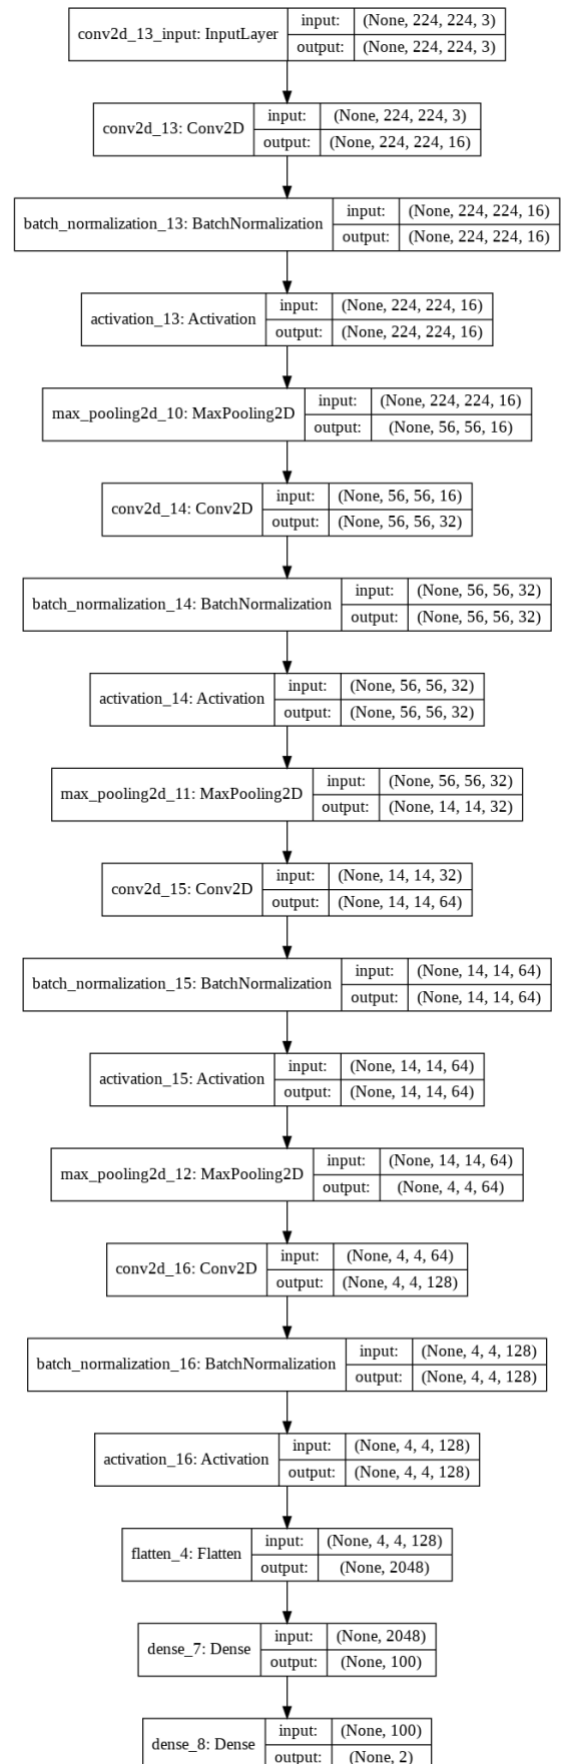 conv2d_13_input: InputLayer input: (None, 224, 224, 3)
output: (None, 224, 224, 3)
conv2d_13: Conv2D input: (None, 224, 224, 3)
output: (None, 224, 224, 16)
batch_normalization_13: BatchNormalization input: (None, 224, 224, 16)
output: (None, 224, 224, 16)
activation_13: Activation input: (None, 224, 224, 16)
output: (None, 224, 224, 16)
max_pooling2d_10: MaxPooling2D input: (None, 224, 224, 16)
output: (None, 56, 56, 16)
conv2d_14: Conv2D input: (None, 56, 56, 16)
output: (None, 56, 56, 32)
batch_normalization_14: BatchNormalization input: (None, 56, 56, 32)
output: (None, 56, 56, 32)
activation_14: Activation input: (None, 56, 56, 32)
output: (None, 56, 56, 32)
max_pooling2d_11: MaxPooling2D input: (None, 56, 56, 32)
output: (None, 14, 14, 32)
conv2d_15: Conv2D input: (None, 14, 14, 32)
output: (None, 14, 14, 64)
batch_normalization_15: BatchNormalization input: (None, 14, 14, 64)
output: (None, 14, 14, 64)
activation_15: Activation input: (None, 14, 14, 64)
output: (None, 14, 14, 64)
max_pooling2d_12: MaxPooling2D input: (None, 14, 14, 64)
output: (None, 4, 4, 64)
conv2d_16: Conv2D input: (None, 4, 4, 64)
output: (None, 4, 4, 128)
batch_normalization_16: BatchNormalization input: (None, 4, 4, 128)
output: (None, 4, 4, 128)
activation_16: Activation input: (None, 4, 4, 128)
output: (None, 4, 4, 128)
flatten_4: Flatten input: (None, 4, 4, 128)
output: (None, 2048)
dense_7: Dense input: (None, 2048)
output: (None, 100)
dense_8: Dense input: (None, 100)
output: (None, 2)